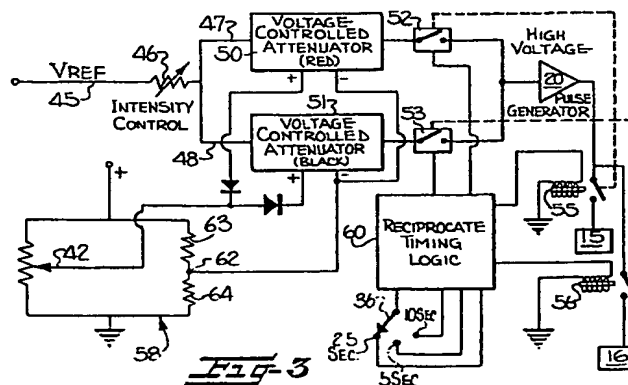 47
VOLTAGE-
CONTROLLED
ATTENUATOR
(RED)
50
+ -
52
HIGH VOLTAGE
46
VREF
45
INTENSITY
CONTROL
51
VOLTAGE-
CONTROLLED
ATTENUATOR
(BLACK)
+ -
53
20
PULSE
GENERATOR
48
+
55
15
63
42
62
64
58
60
RECIPROCATE
TIMING
LOGIC
56
16
36
10SEC
2.5
SEC.
5SEC
Fig-3